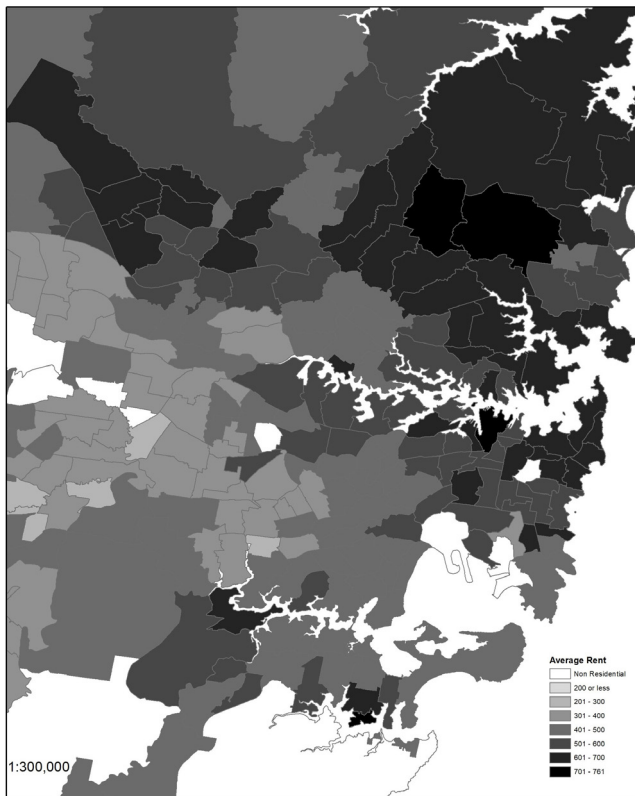 Average Rent
Non Residential
200 or less
201 - 300
301 - 400
401 - 500
501 - 600
601 - 700
701 - 761
1:300,000